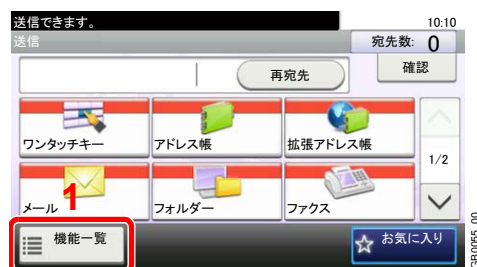 送信できます。 10:10
送信 宛先数: 0
再宛先 確認
ワンタッチキー アドレス帳 拡張アドレス帳
1/2
メール フォルダー ファクス
1
機能一覧 お気に入り
GB0055_00